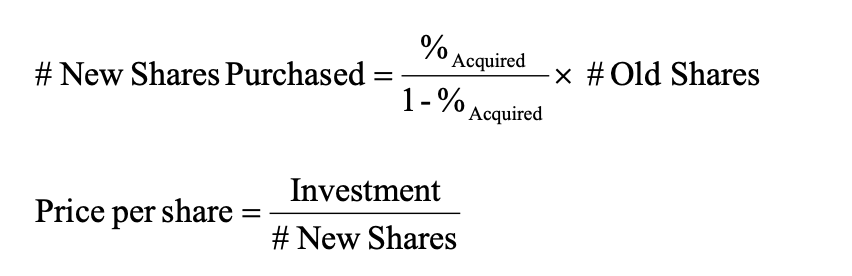 # New Shares Purchased = % Acquired / 1 - % Acquired × # Old Shares
Price per share = Investment / # New Shares